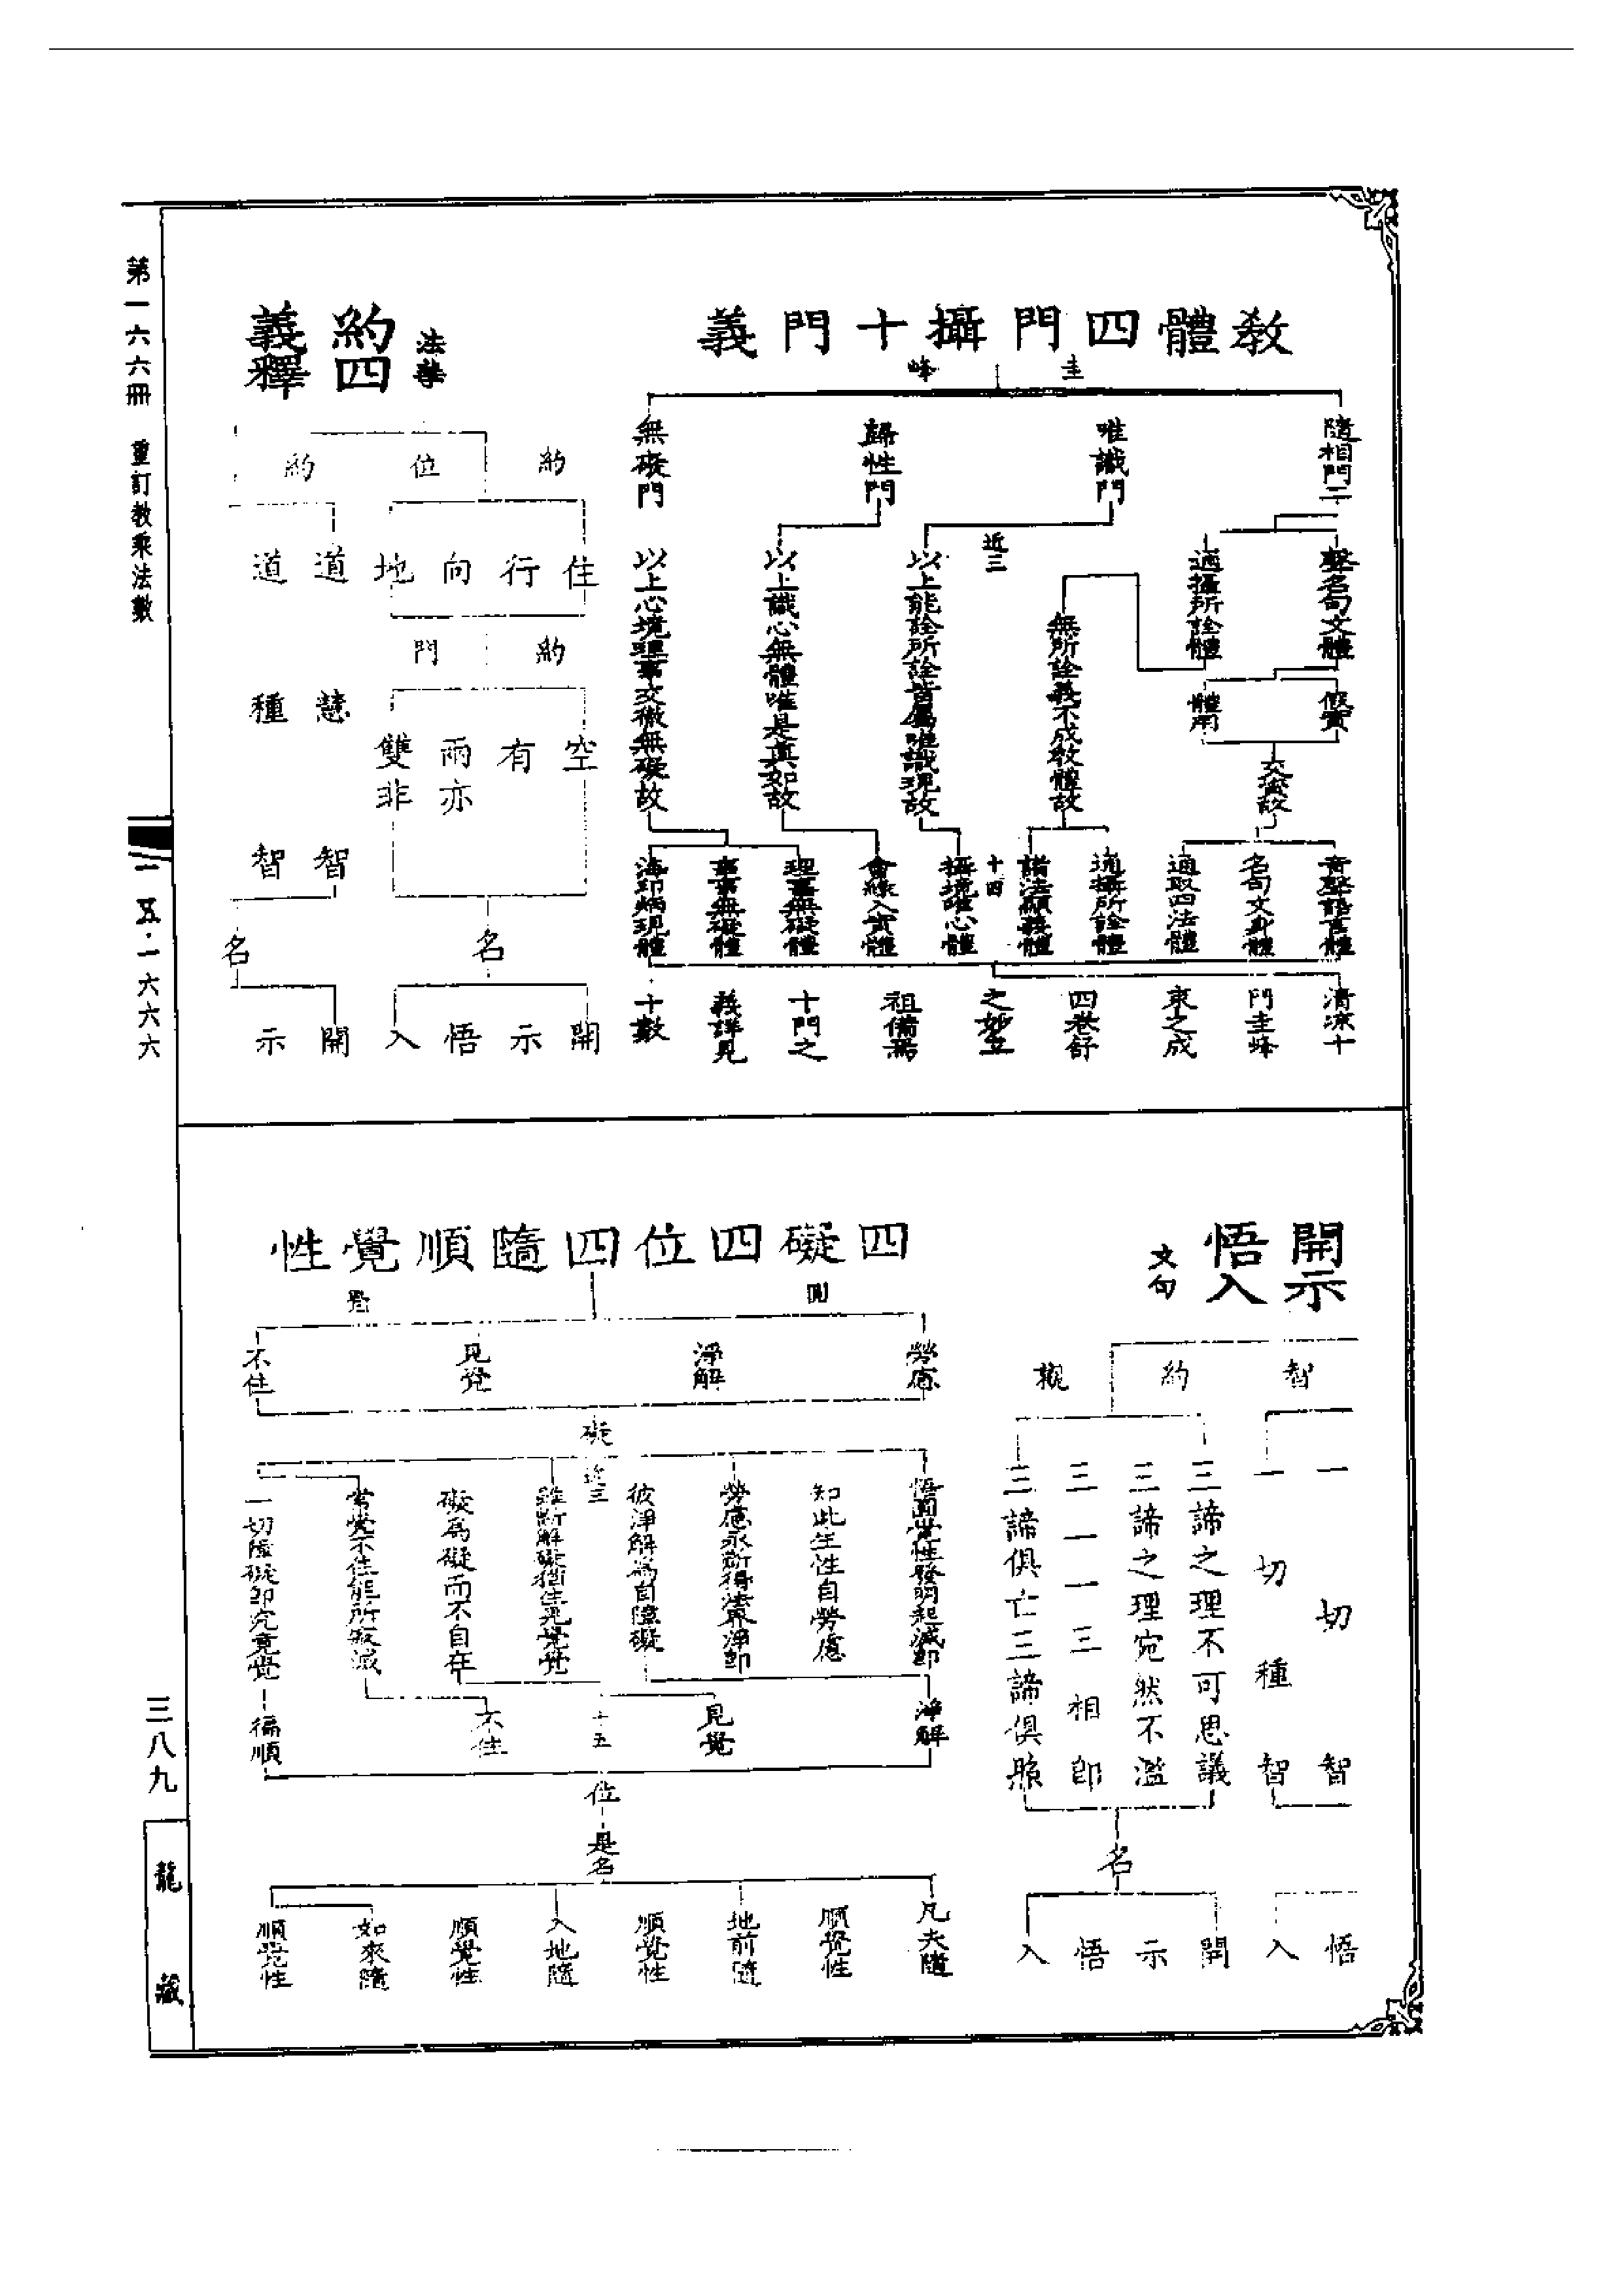 教體四門攝十門義
圭峰
隨相門二
唯識門
歸性門
無礙門
聲名句文體
遍攝所詮體
假實
體用
無所詮義不成教體故
近三
以上能詮所詮皆屬唯識現故
以上識心無體唯是真如故
以上心境理事交徹無礙故
音聲語言體
名句文身體
通取四法體
通攝所詮體
諸法顯義體
十四
攝境唯心體
會緣入實體
理事無礙體
事事無礙體
海印炳現體
清涼十
門圭峰
束之成
四卷舒
之妙
祖備焉
十門之
義詳見
十數
約四
義釋
法華
約位
約
住
行
向
地
道
道
約門
空
有
兩亦
雙非
慧
種
智
智
名
名
開
示
悟
入
開
示
開示
悟入
文句
智
約觀
一切智
一切種智
三諦之理不可思議
三諦之理宛然不濫
三一一三相即
三諦俱亡三諦俱照
名
悟
入
開
示
悟
入
四礙四位四隨順覺性
圓覺
勞慮
淨解
見覺
不住
礙
悟圓覺性發明起滅即
知此生性自勞慮
勞慮永斷得法界淨即
彼淨解為自障礙
近三
雖斷解礙猶住見覺覺
礙為礙而不自在
常覺不住能所寂滅
一切障礙即究竟覺
徧順
淨解
見覺
十五
不住
位
是名
凡夫隨
順覺性
地前隨
順覺性
入地隨
順覺性
如來隨
順覺性
第一六六冊 重訂教乘法數
一五·一六六六
三八九
龍藏